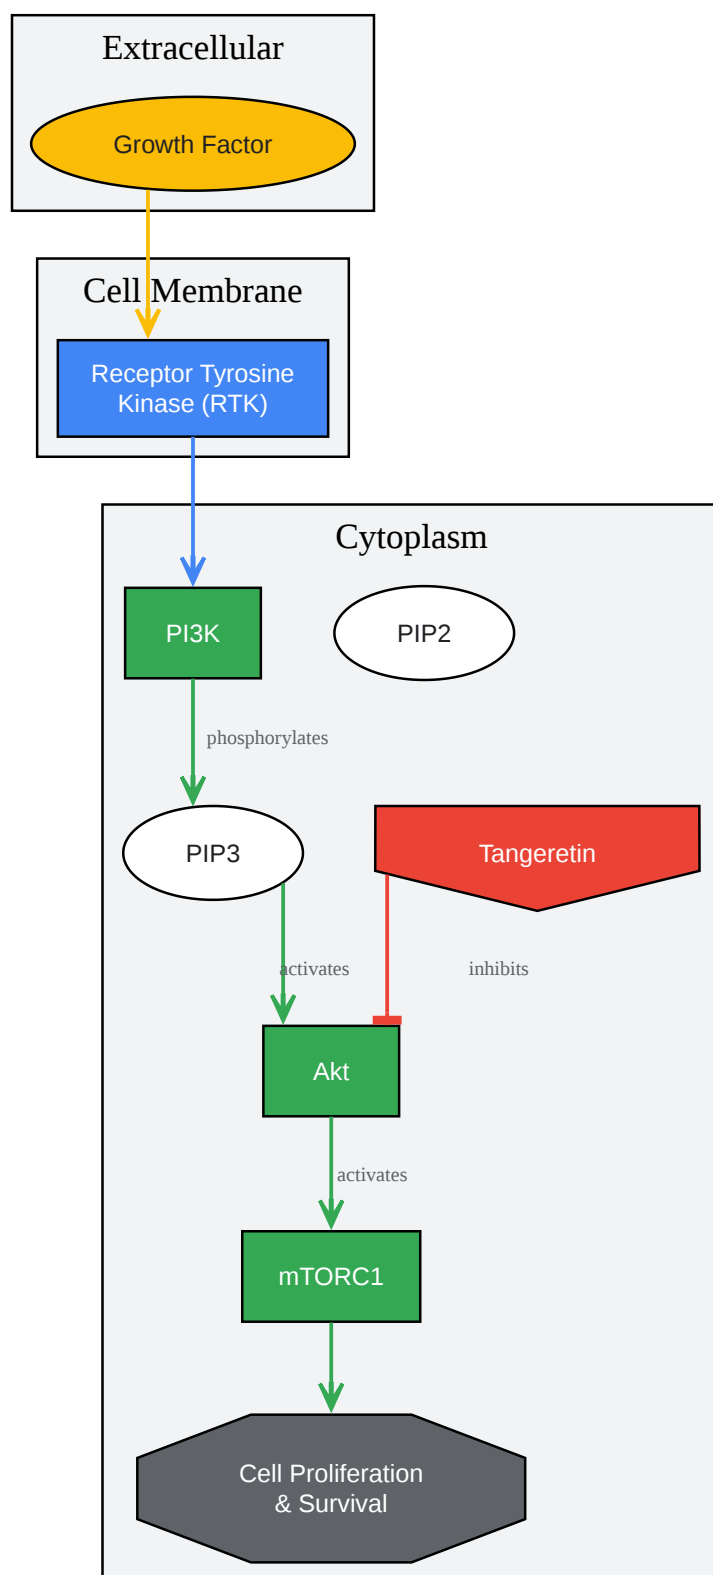 Extracellular
Growth Factor
Cell Membrane
Receptor Tyrosine
Kinase (RTK)
Cytoplasm
PI3K
PIP2
phosphorylates
PIP3
Tangeretin
activates
inhibits
Akt
activates
mTORC1
Cell Proliferation
& Survival